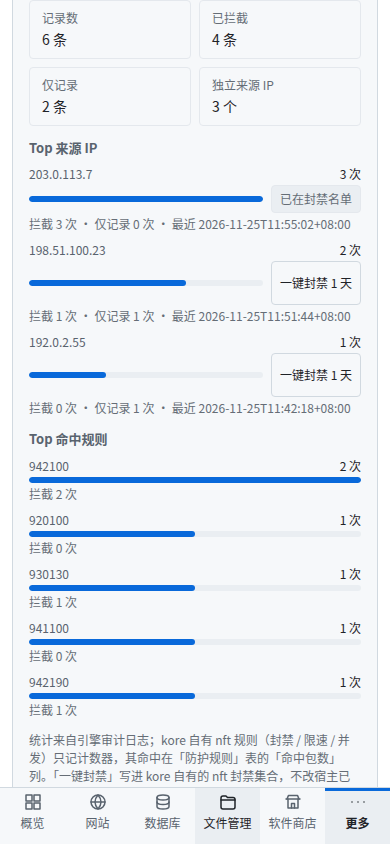 记录数
6 条
已拦截
4 条
仅记录
2 条
独立来源 IP
3 个
Top 来源 IP
203.0.113.7 3 次
已在封禁名单
拦截 3 次 · 仅记录 0 次 · 最近 2026-11-25T11:55:02+08:00
198.51.100.23 2 次
一键封禁 1 天
拦截 1 次 · 仅记录 1 次 · 最近 2026-11-25T11:51:44+08:00
192.0.2.55 1 次
一键封禁 1 天
拦截 0 次 · 仅记录 1 次 · 最近 2026-11-25T11:42:18+08:00
Top 命中规则
942100 2 次
拦截 2 次
920100 1 次
拦截 0 次
930130 1 次
拦截 1 次
941100 1 次
拦截 0 次
942190 1 次
拦截 1 次
统计来自引擎审计日志；kore 自有 nft 规则（封禁 / 限速 / 并
发）只记计数器，其命中在「防护规则」表的「命中包数」
列。「一键封禁」写进 kore 自有的 nft 封禁集合，不改宿主已
概览
网站
数据库
文件管理
软件商店
更多